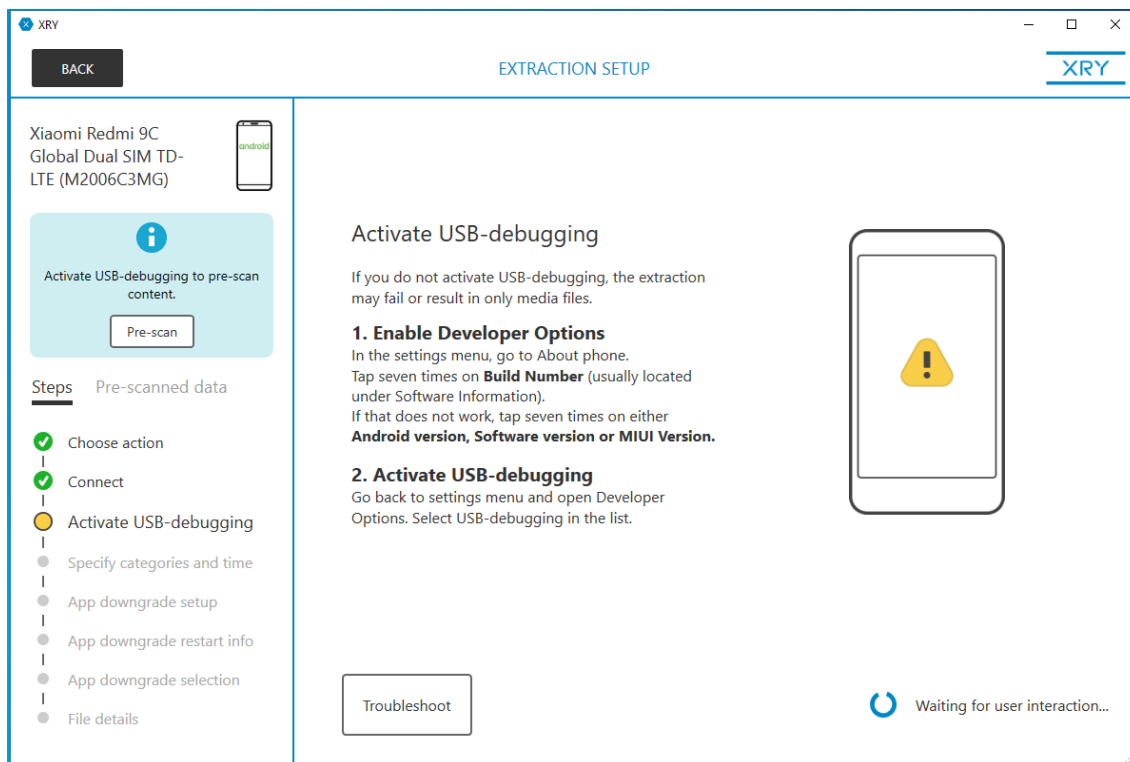 XRY
BACK
EXTRACTION SETUP
XRY
Xiaomi Redmi 9C
Global Dual SIM TD-
LTE (M2006C3MG)
android
Activate USB-debugging to pre-scan
content.
Pre-scan
Steps
Pre-scanned data
Choose action
Connect
Activate USB-debugging
Specify categories and time
App downgrade setup
App downgrade restart info
App downgrade selection
File details
Activate USB-debugging
If you do not activate USB-debugging, the extraction
may fail or result in only media files.
1. Enable Developer Options
In the settings menu, go to About phone.
Tap seven times on Build Number (usually located
under Software Information).
If that does not work, tap seven times on either
Android version, Software version or MIUI Version.
2. Activate USB-debugging
Go back to settings menu and open Developer
Options. Select USB-debugging in the list.
Troubleshoot
Waiting for user interaction...